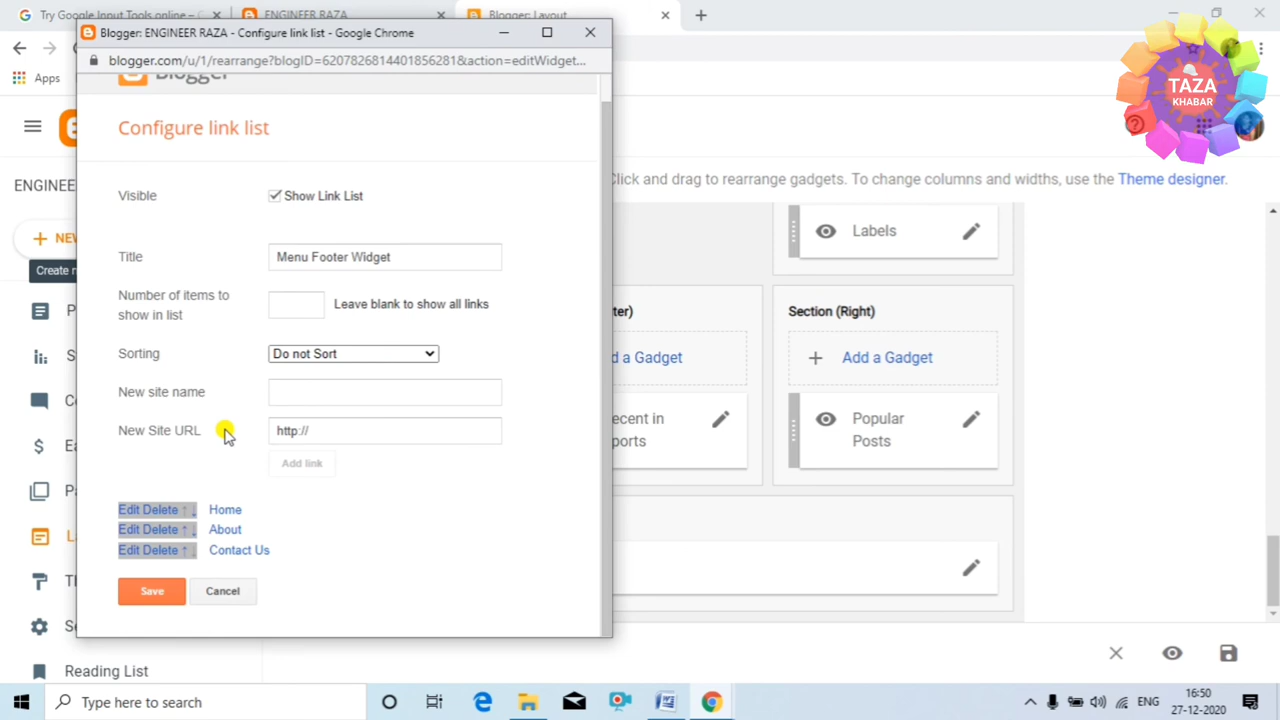 Try Google Input Tools online –
ENGINEER RAZA
Blogger: Layout
Blogger: ENGINEER RAZA - Configure link list - Google Chrome
blogger.com/u/1/rearrange?blogID=6207826814401856281&action=editWidget...
Apps
Blogger
TAZA
KHABAR
Configure link list
Click and drag to rearrange gadgets. To change columns and widths, use the Theme designer.
ENGINEE
Visible
Show Link List
NEW
Create n
Labels
Title
Menu Footer Widget
Number of items to
show in list
Leave blank to show all links
ter)
Section (Right)
Sorting
Do not Sort
d a Gadget
Add a Gadget
New site name
New Site URL
http://
ecent in
ports
Popular
Posts
Add link
Edit Delete ↑ ↓ Home
Edit Delete ↑ ↓ About
Edit Delete ↑ ↓ Contact Us
Save
Cancel
Reading List
Type here to search
ENG
16:50
27-12-2020